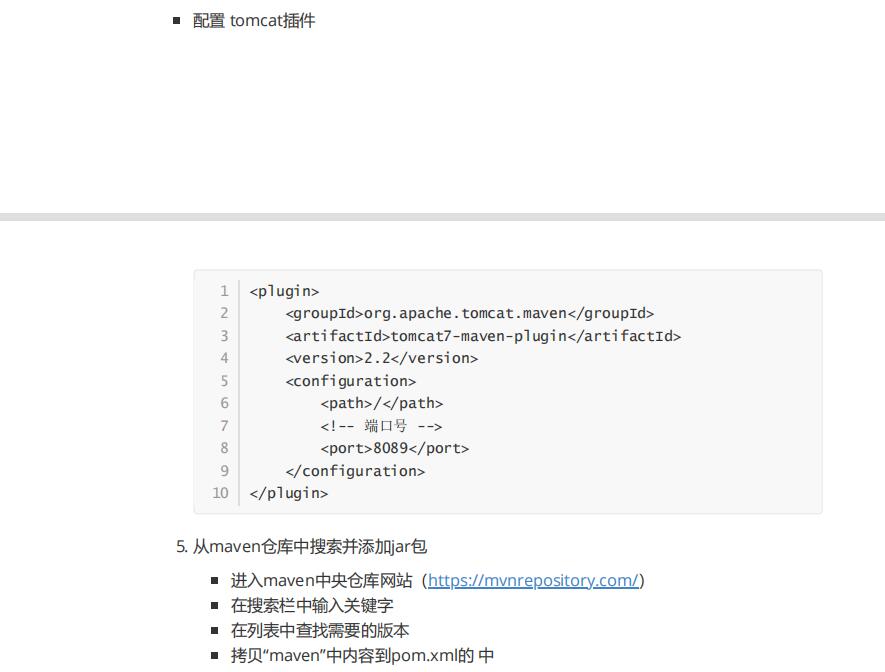 ▪ 配置 tomcat插件
1 <plugin>
2     <groupId>org.apache.tomcat.maven</groupId>
3     <artifactId>tomcat7-maven-plugin</artifactId>
4     <version>2.2</version>
5     <configuration>
6         <path>/</path>
7         <!-- 端口号 -->
8         <port>8089</port>
9     </configuration>
10 </plugin>
5. 从maven仓库中搜索并添加jar包
▪ 进入maven中央仓库网站（https://mvnrepository.com/)
▪ 在搜索栏中输入关键字
▪ 在列表中查找需要的版本
▪ 拷贝“maven”中内容到pom.xml的 中